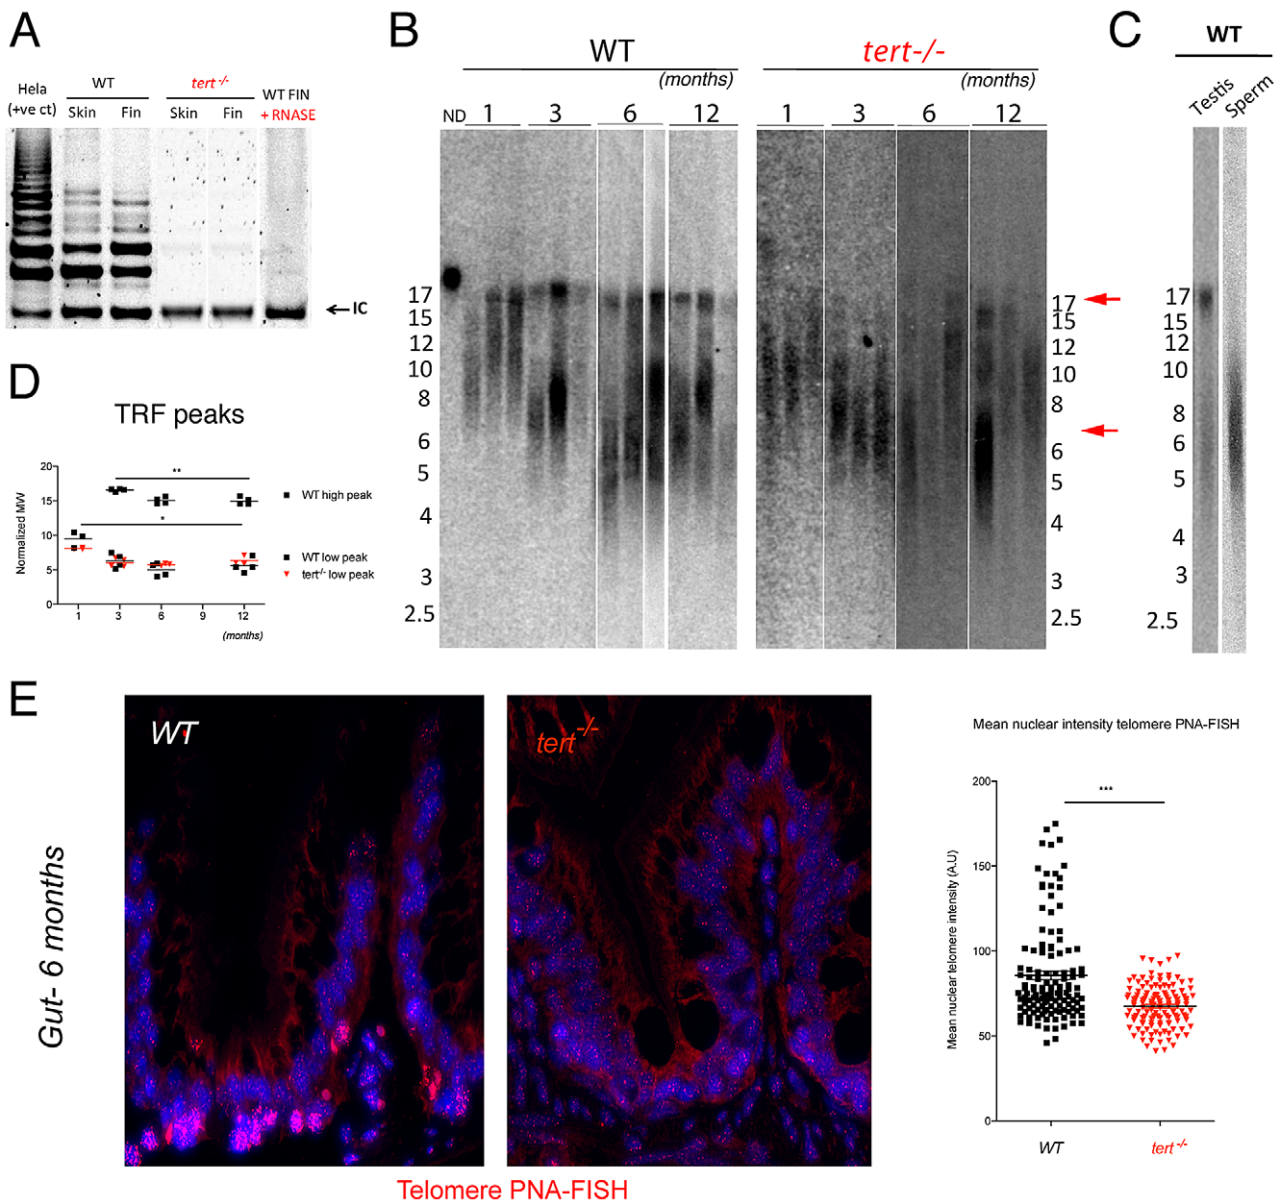 A
Hela
(+ve ct)
WT
Skin
Fin
tert -/-
Skin
Fin
WT FIN
+ RNASE
←IC
B
WT
(months)
ND
1
3
6
12
tert-/-
(months)
1
3
6
12
17
15
12
10
8
6
5
4
3
2.5
17
15
12
10
8
6
5
4
3
2.5
C
WT
Testis
Sperm
17
15
12
10
8
6
5
4
3
2.5
D
TRF peaks
Normalized MW
20
15
10
5
0
**
*
1
3
6
9
12
(months)
WT high peak
WT low peak
tert-/- low peak
E
Gut- 6 months
WT
tert-/-
Telomere PNA-FISH
Mean nuclear intensity telomere PNA-FISH
Mean nuclear telomere intensity (A.U)
200
150
100
50
0
***
WT
tert -/-